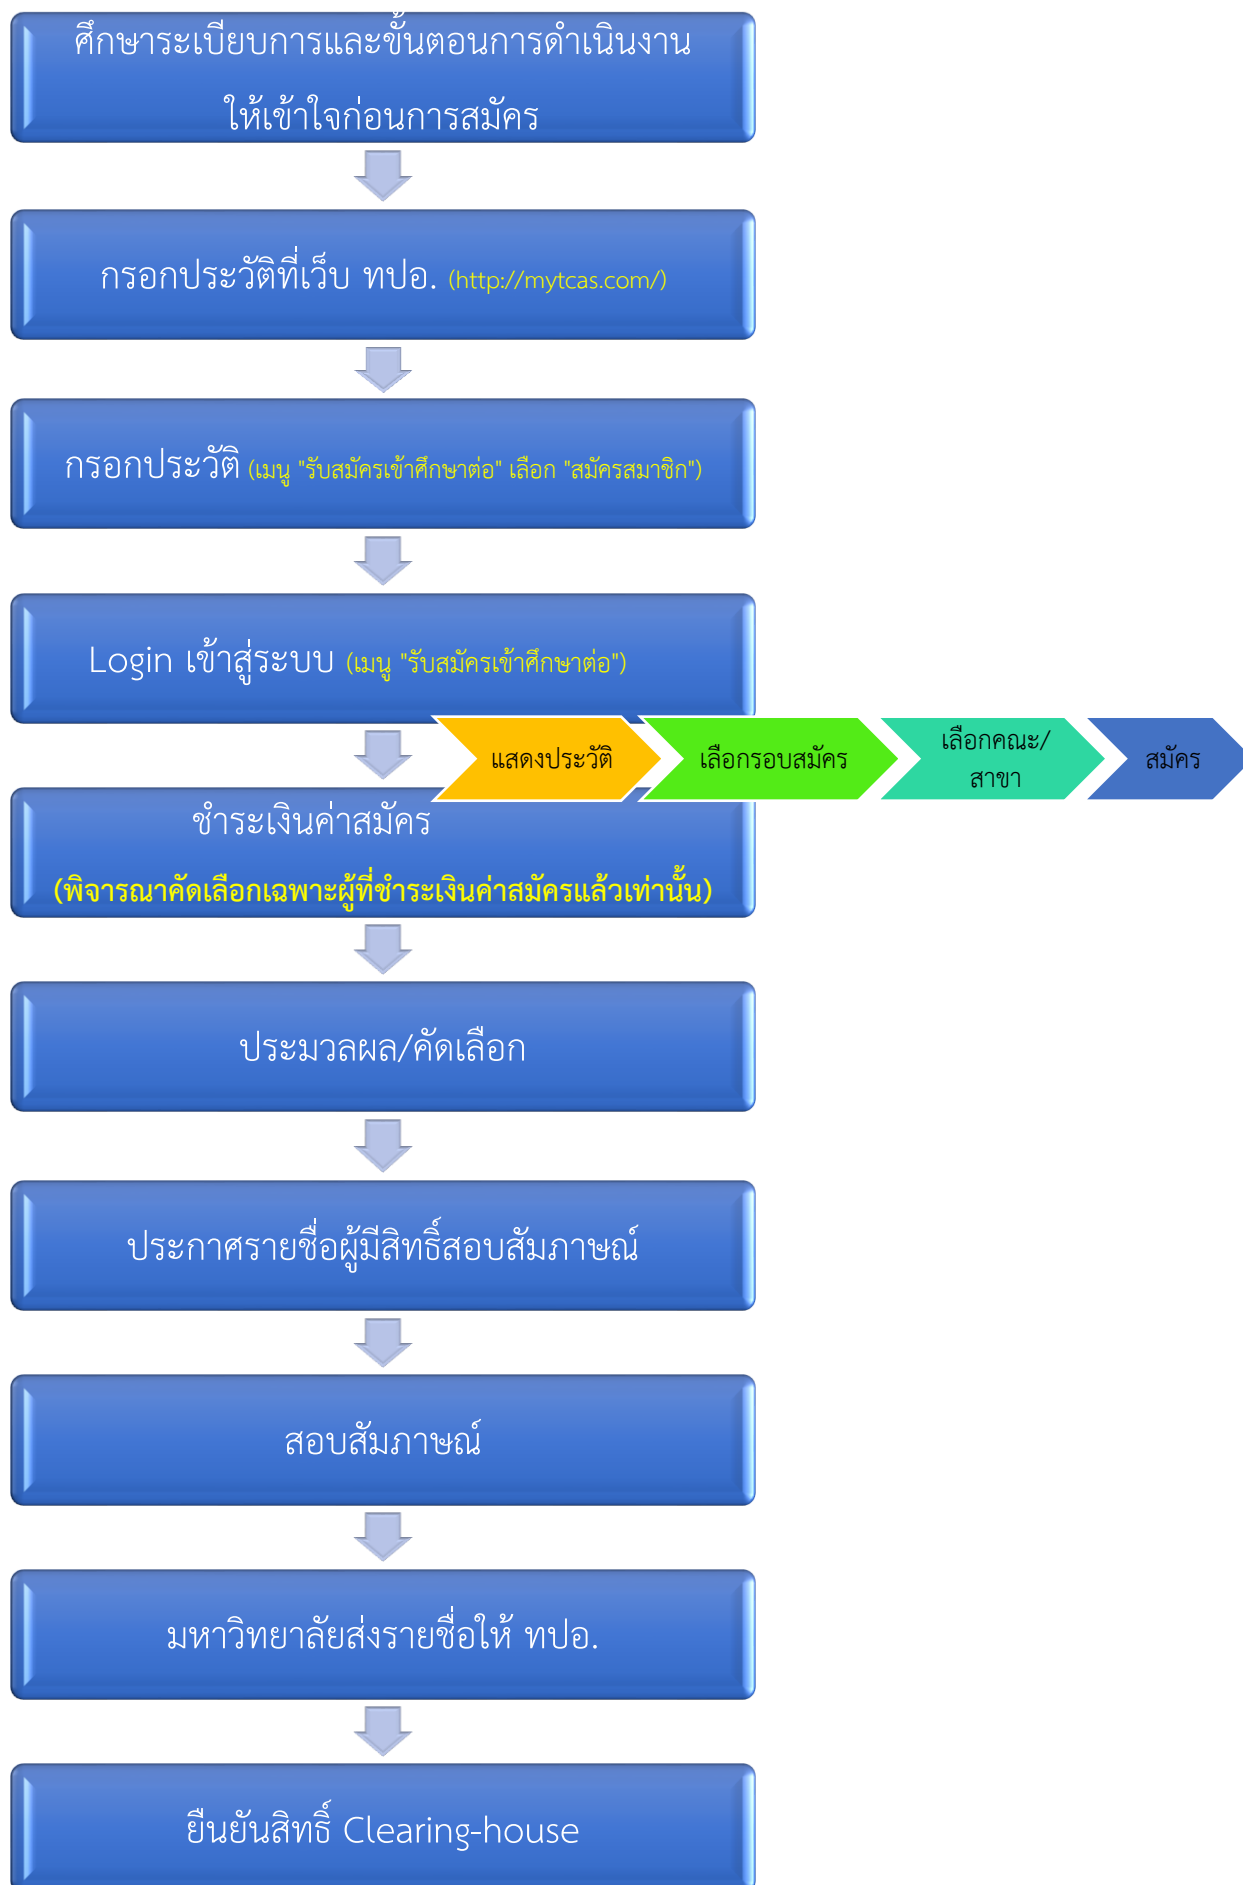 ศึกษาระเบียบการและขั้นตอนการดำเนินงาน
ให้เข้าใจก่อนการสมัคร
กรอกประวัติที่เว็บ ทปอ. (http://mytcas.com/)
กรอกประวัติ (เมนู "รับสมัครเข้าศึกษาต่อ" เลือก "สมัครสมาชิก")
Login เข้าสู่ระบบ (เมนู "รับสมัครเข้าศึกษาต่อ")
แสดงประวัติ
เลือกรอบสมัคร
เลือกคณะ/
สาขา
สมัคร
ชำระเงินค่าสมัคร
(พิจารณาคัดเลือกเฉพาะผู้ที่ชำระเงินค่าสมัครแล้วเท่านั้น)
ประมวลผล/คัดเลือก
ประกาศรายชื่อผู้มีสิทธิ์สอบสัมภาษณ์
สอบสัมภาษณ์
มหาวิทยาลัยส่งรายชื่อให้ ทปอ.
ยืนยันสิทธิ์ Clearing-house